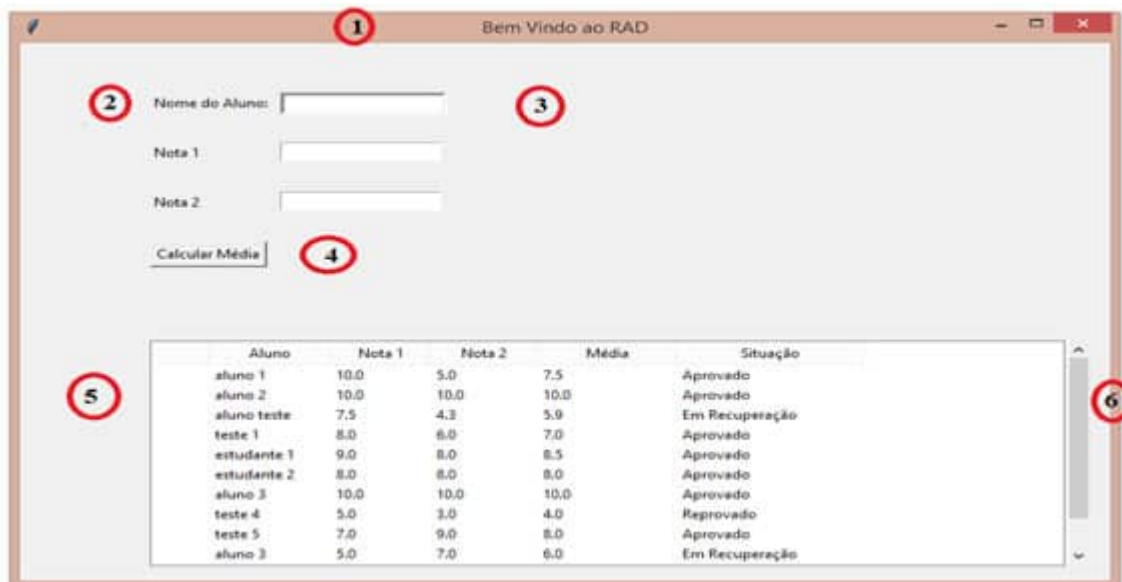 1 Bem Vindo ao RAD
2 Nome do Aluno: 3
Nota 1
Nota 2
Calcular Média 4
Aluno Nota 1 Nota 2 Média Situação
aluno 1 10.0 5.0 7.5 Aprovado
aluno 2 10.0 10.0 10.0 Aprovado
5 6
aluno teste 7.5 4.3 5.9 Em Recuperação
teste 1 8.0 6.0 7.0 Aprovado
estudante 1 9.0 8.0 8.5 Aprovado
estudante 2 8.0 8.0 8.0 Aprovado
aluno 3 10.0 10.0 10.0 Aprovado
teste 4 5.0 3.0 4.0 Reprovado
teste 5 7.0 9.0 8.0 Aprovado
aluno 3 5.0 7.0 6.0 Em Recuperação